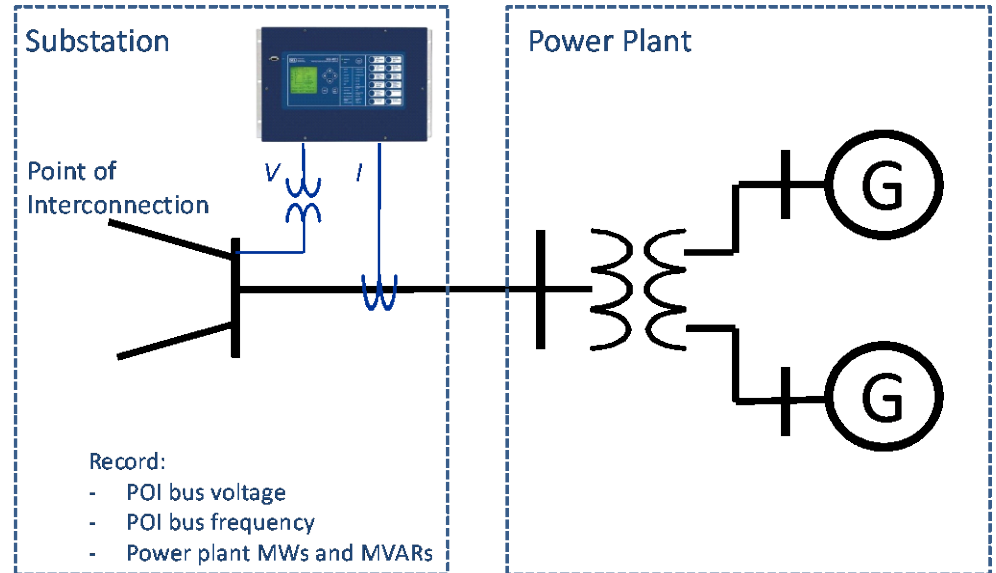 Substation
Power Plant
V
I
Point of
Interconnection
G
G
Record:
- POI bus voltage
- POI bus frequency
- Power plant MWs and MVARs